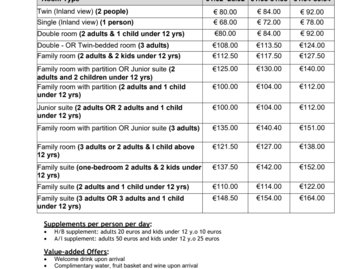 Twin (Inland view) (2 people) € 80.00 € 84.00 € 92.00
Single (Inland view) (1 person) € 68.00 € 72.00 € 78.00
Double room (2 adults & 1 child under 12 yrs) €80.00 € 84.00 € 92.00
Double - OR Twin-bedded room (3 adults) €108.00 €113.50 €124.00
Family room (2 adults & 2 kids under 12 yrs) €112.50 €117.50 €127.50
Family room with partition OR Junior suite (2
adults and 2 children under 12 yrs) €125.00 €130.00 €140.00
Family room with partition (2 adults and 1 child
under 12 yrs) €100.00 €104.00 €112.00
Junior suite (2 adults OR 2 adults and 1 child
under 12 yrs) €100.00 €104.00 €112.00
Family room with partition OR Junior suite (3 adults) €135.00 €140.40 €151.00
Family room (3 adults or 2 adults & I child above
12 yrs) €121.50 €127.00 €138.00
Family suite (one-bedroom 2 adults & 2 kids under
12 yrs) €137.50 €142.00 €152.00
Family suite (2 adults and 1 child under 12 yrs) €110.00 €114.00 €122.00
Family suite (3 adults OR 3 adults and 1 child
under 12 yrs) €148.50 €154.00 €164.00
Supplements per person per day:
• H/B supplement: adults 20 euros and kids under 12 y.o 10 euros
• A/I supplement: adults 50 euros and kids under 12 y.o 25 euros
Value-added Offers:
• Welcome drink upon arrival
• Complimentary water, fruit basket and wine upon arrival